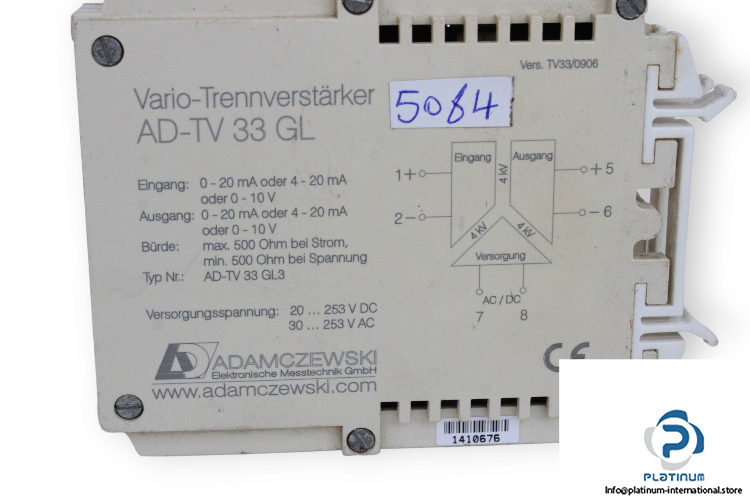 Vers. TV33/0906
Vario-Trennverstärker
AD-TV 33 GL
5084
Eingang: 0 - 20 mA oder 4 - 20 mA
oder 0 - 10 V
Ausgang: 0 - 20 mA oder 4 - 20 mA
oder 0 - 10 V
Bürde: max. 500 Ohm bei Strom,
min. 500 Ohm bei Spannung
Typ Nr.: AD-TV 33 GL3
Versorgungsspannung: 20 ... 253 V DC
30 ... 253 V AC
Eingang
Ausgang
1+
2-
+5
-6
4 kV
4 kV
4 kV
Versorgung
AC / DC
7 8
ADAMCZEWSKI
Elektronische Messtechnik GmbH
www.adamczewski.com
CE
1410676
PLATINUM
Info@platinum-international.store